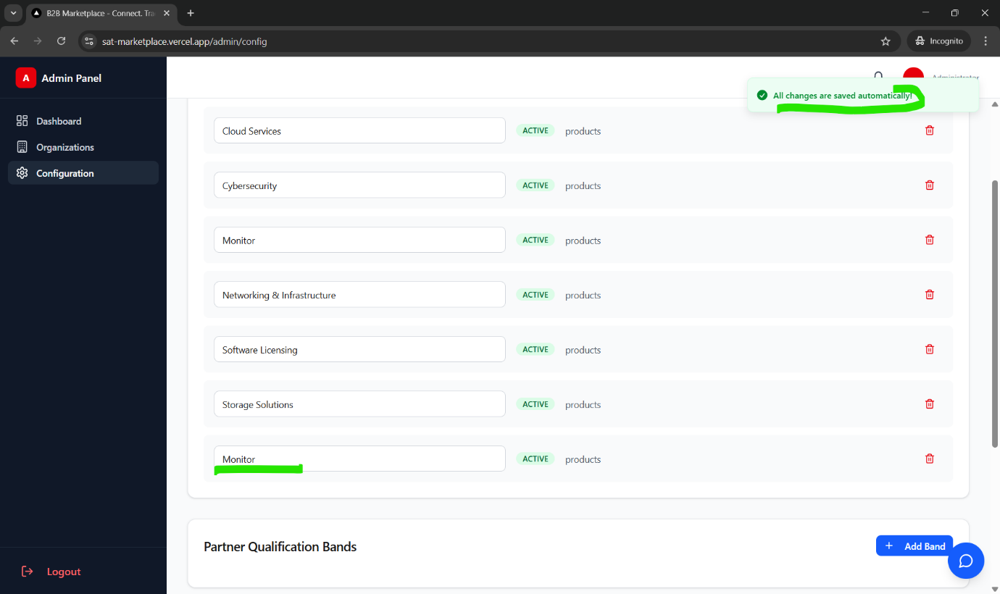 B2B Marketplace - Connect. Tra
sat-marketplace.vercel.app/admin/config
Incognito
A
Admin Panel
Administrator
All changes are saved automatically!
Dashboard
Organizations
Configuration
Cloud Services
ACTIVE
products
Cybersecurity
ACTIVE
products
Monitor
ACTIVE
products
Networking & Infrastructure
ACTIVE
products
Software Licensing
ACTIVE
products
Storage Solutions
ACTIVE
products
Monitor
ACTIVE
products
Partner Qualification Bands
+ Add Band
Logout